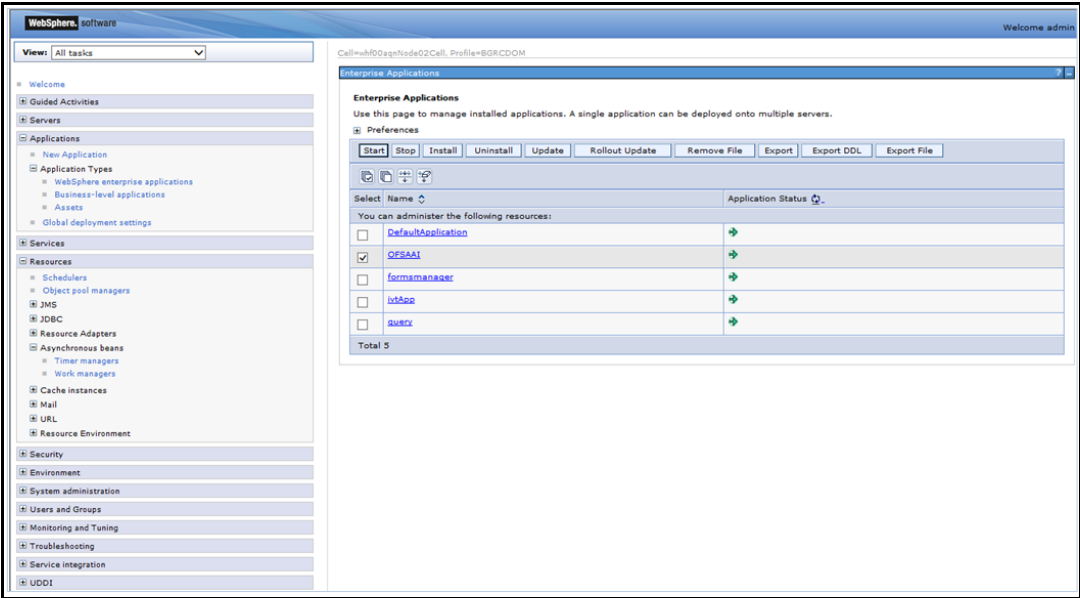 WebSphere. software
Welcome admin
View: All tasks
Cell=whf00aqnNode02Cell, Profile=BGRCDOM
Welcome
Guided Activities
Servers
Applications
New Application
Application Types
WebSphere enterprise applications
Business-level applications
Assets
Global deployment settings
Services
Resources
Schedulers
Object pool managers
JMS
JDBC
Resource Adapters
Asynchronous beans
Timer managers
Work managers
Cache instances
Mail
URL
Resource Environment
Security
Environment
System administration
Users and Groups
Monitoring and Tuning
Troubleshooting
Service integration
UDDI
Enterprise Applications ? -
Enterprise Applications
Use this page to manage installed applications. A single application can be deployed onto multiple servers.
Preferences
Start Stop Install Uninstall Update Rollout Update Remove File Export Export DDL Export File
Select Name Application Status
You can administer the following resources:
DefaultApplication
OFSAAI
formsmanager
ivtApp
query
Total 5